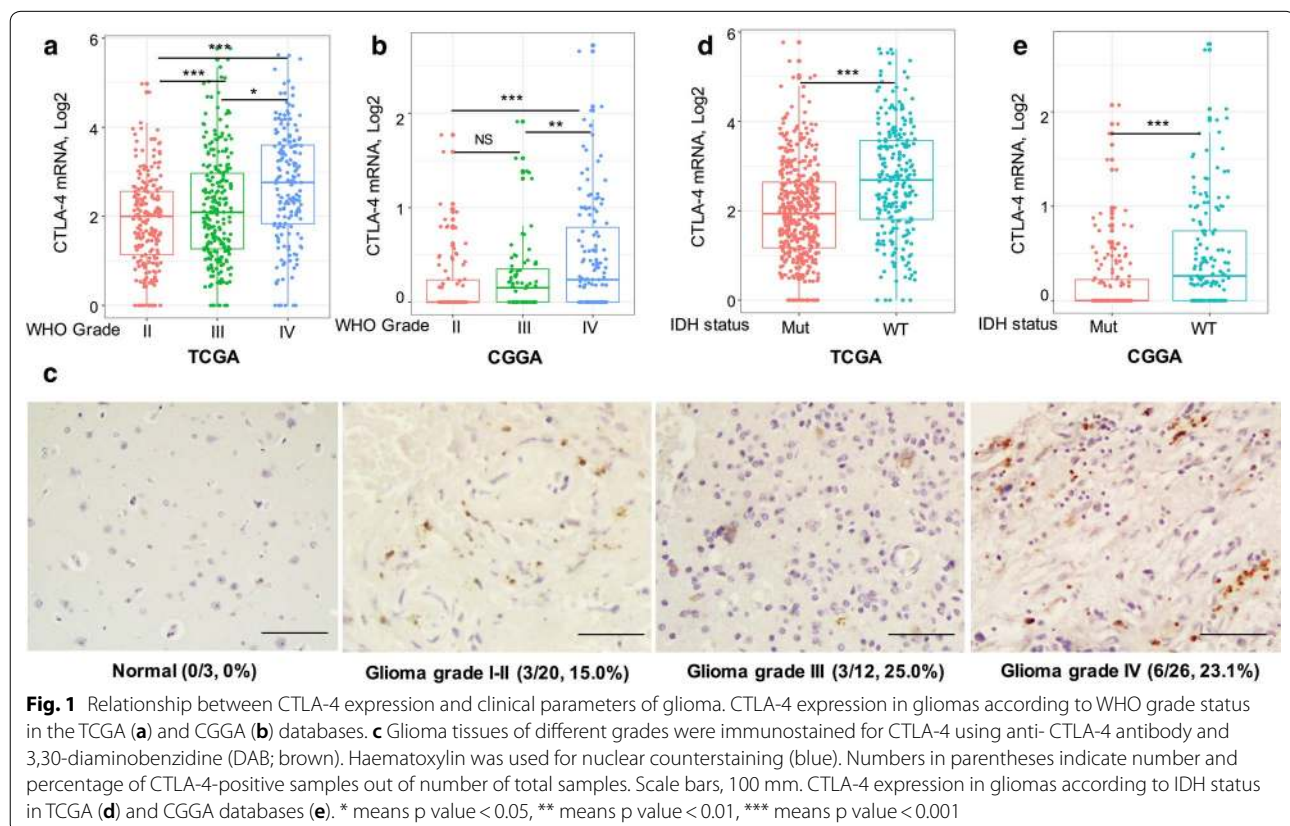 a
b
d
e
CTLA-4 mRNA, Log2
6
4
2
0
***
***
*
WHO Grade
II
III
IV
TCGA
CTLA-4 mRNA, Log2
2
1
0
***
**
NS
WHO Grade
II
III
IV
CGGA
CTLA-4 mRNA, Log2
6
4
2
0
***
IDH status
Mut
WT
TCGA
CTLA-4 mRNA, Log2
2
1
0
***
IDH status
Mut
WT
CGGA
c
Normal (0/3, 0%)
Glioma grade I-II (3/20, 15.0%)
Glioma grade III (3/12, 25.0%)
Glioma grade IV (6/26, 23.1%)
Fig. 1 Relationship between CTLA-4 expression and clinical parameters of glioma. CTLA-4 expression in gliomas according to WHO grade status
in the TCGA (a) and CGGA (b) databases. c Glioma tissues of different grades were immunostained for CTLA-4 using anti- CTLA-4 antibody and
3,30-diaminobenzidine (DAB; brown). Haematoxylin was used for nuclear counterstaining (blue). Numbers in parentheses indicate number and
percentage of CTLA-4-positive samples out of number of total samples. Scale bars, 100 mm. CTLA-4 expression in gliomas according to IDH status
in TCGA (d) and CGGA databases (e). * means p value < 0.05, ** means p value < 0.01, *** means p value < 0.001